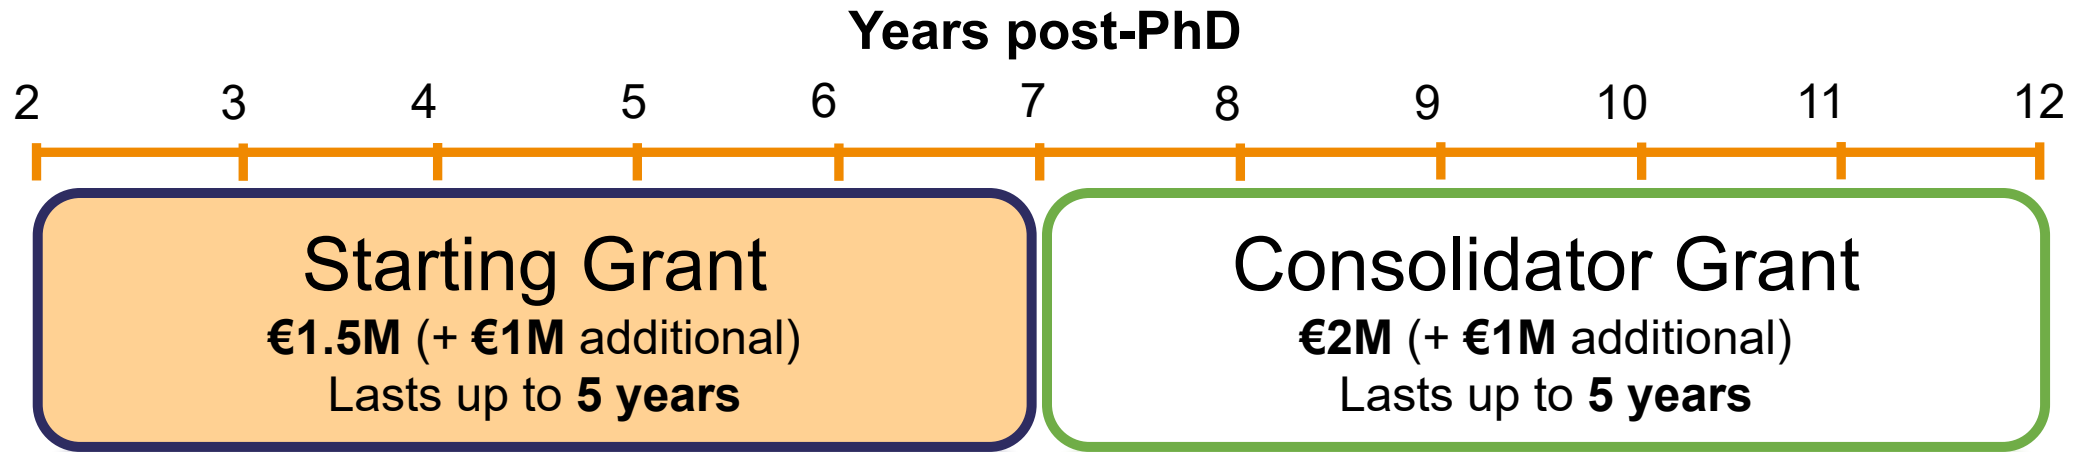 Years post-PhD
2 3 4 5 6 7 8 9 10 11 12
Starting Grant
€1.5M (+ €1M additional)
Lasts up to 5 years
Consolidator Grant
€2M (+ €1M additional)
Lasts up to 5 years